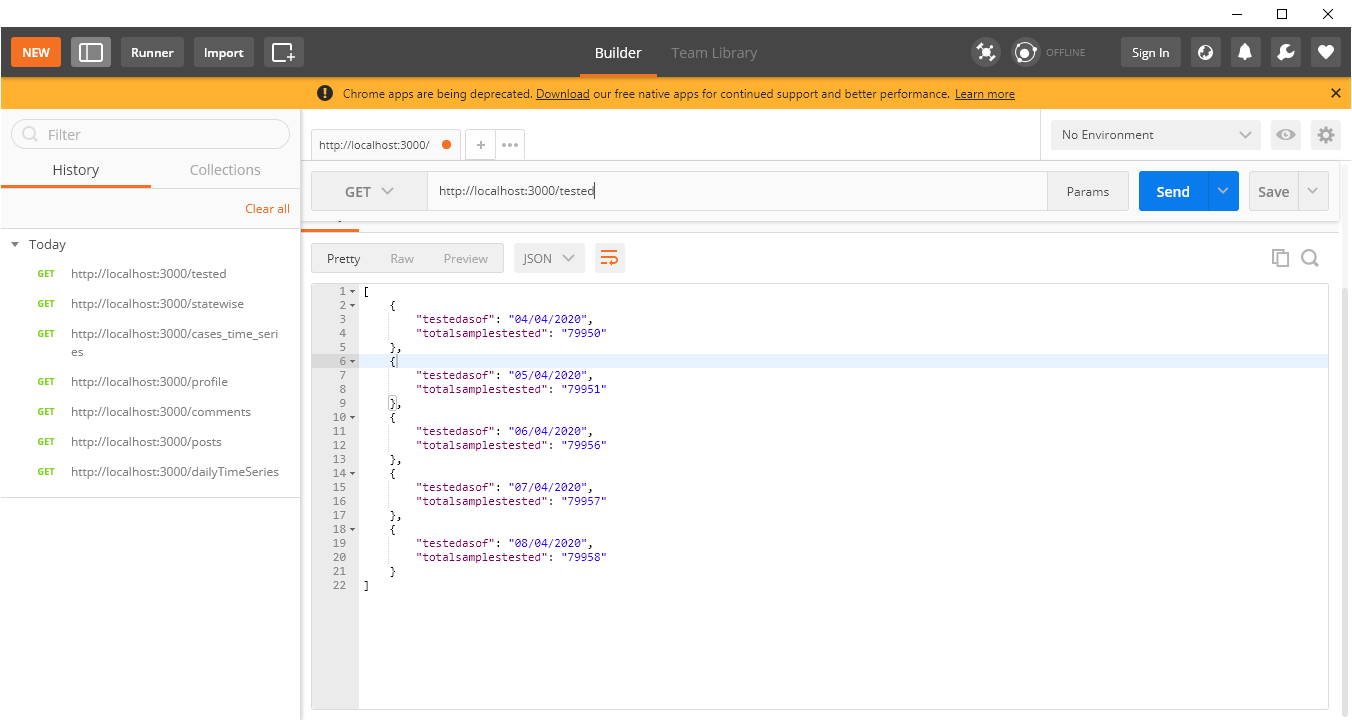 NEW Runner Import Builder Team Library OFFLINE Sign In
Chrome apps are being deprecated. Download our free native apps for continued support and better performance. Learn more
Filter
History Collections
Clear all
Today
GET http://localhost:3000/tested
GET http://localhost:3000/statewise
GET http://localhost:3000/cases_time_seri
es
GET http://localhost:3000/profile
GET http://localhost:3000/comments
GET http://localhost:3000/posts
GET http://localhost:3000/dailyTimeSeries
http://localhost:3000/ + •••
No Environment
GET http://localhost:3000/tested Params Send Save
Pretty Raw Preview JSON
1 [
2 {
3 "testedasof": "04/04/2020",
4 "totalsamplestested": "79950"
5 },
6 {
7 "testedasof": "05/04/2020",
8 "totalsamplestested": "79951"
9 },
10 {
11 "testedasof": "06/04/2020",
12 "totalsamplestested": "79956"
13 },
14 {
15 "testedasof": "07/04/2020",
16 "totalsamplestested": "79957"
17 },
18 {
19 "testedasof": "08/04/2020",
20 "totalsamplestested": "79958"
21 }
22 ]